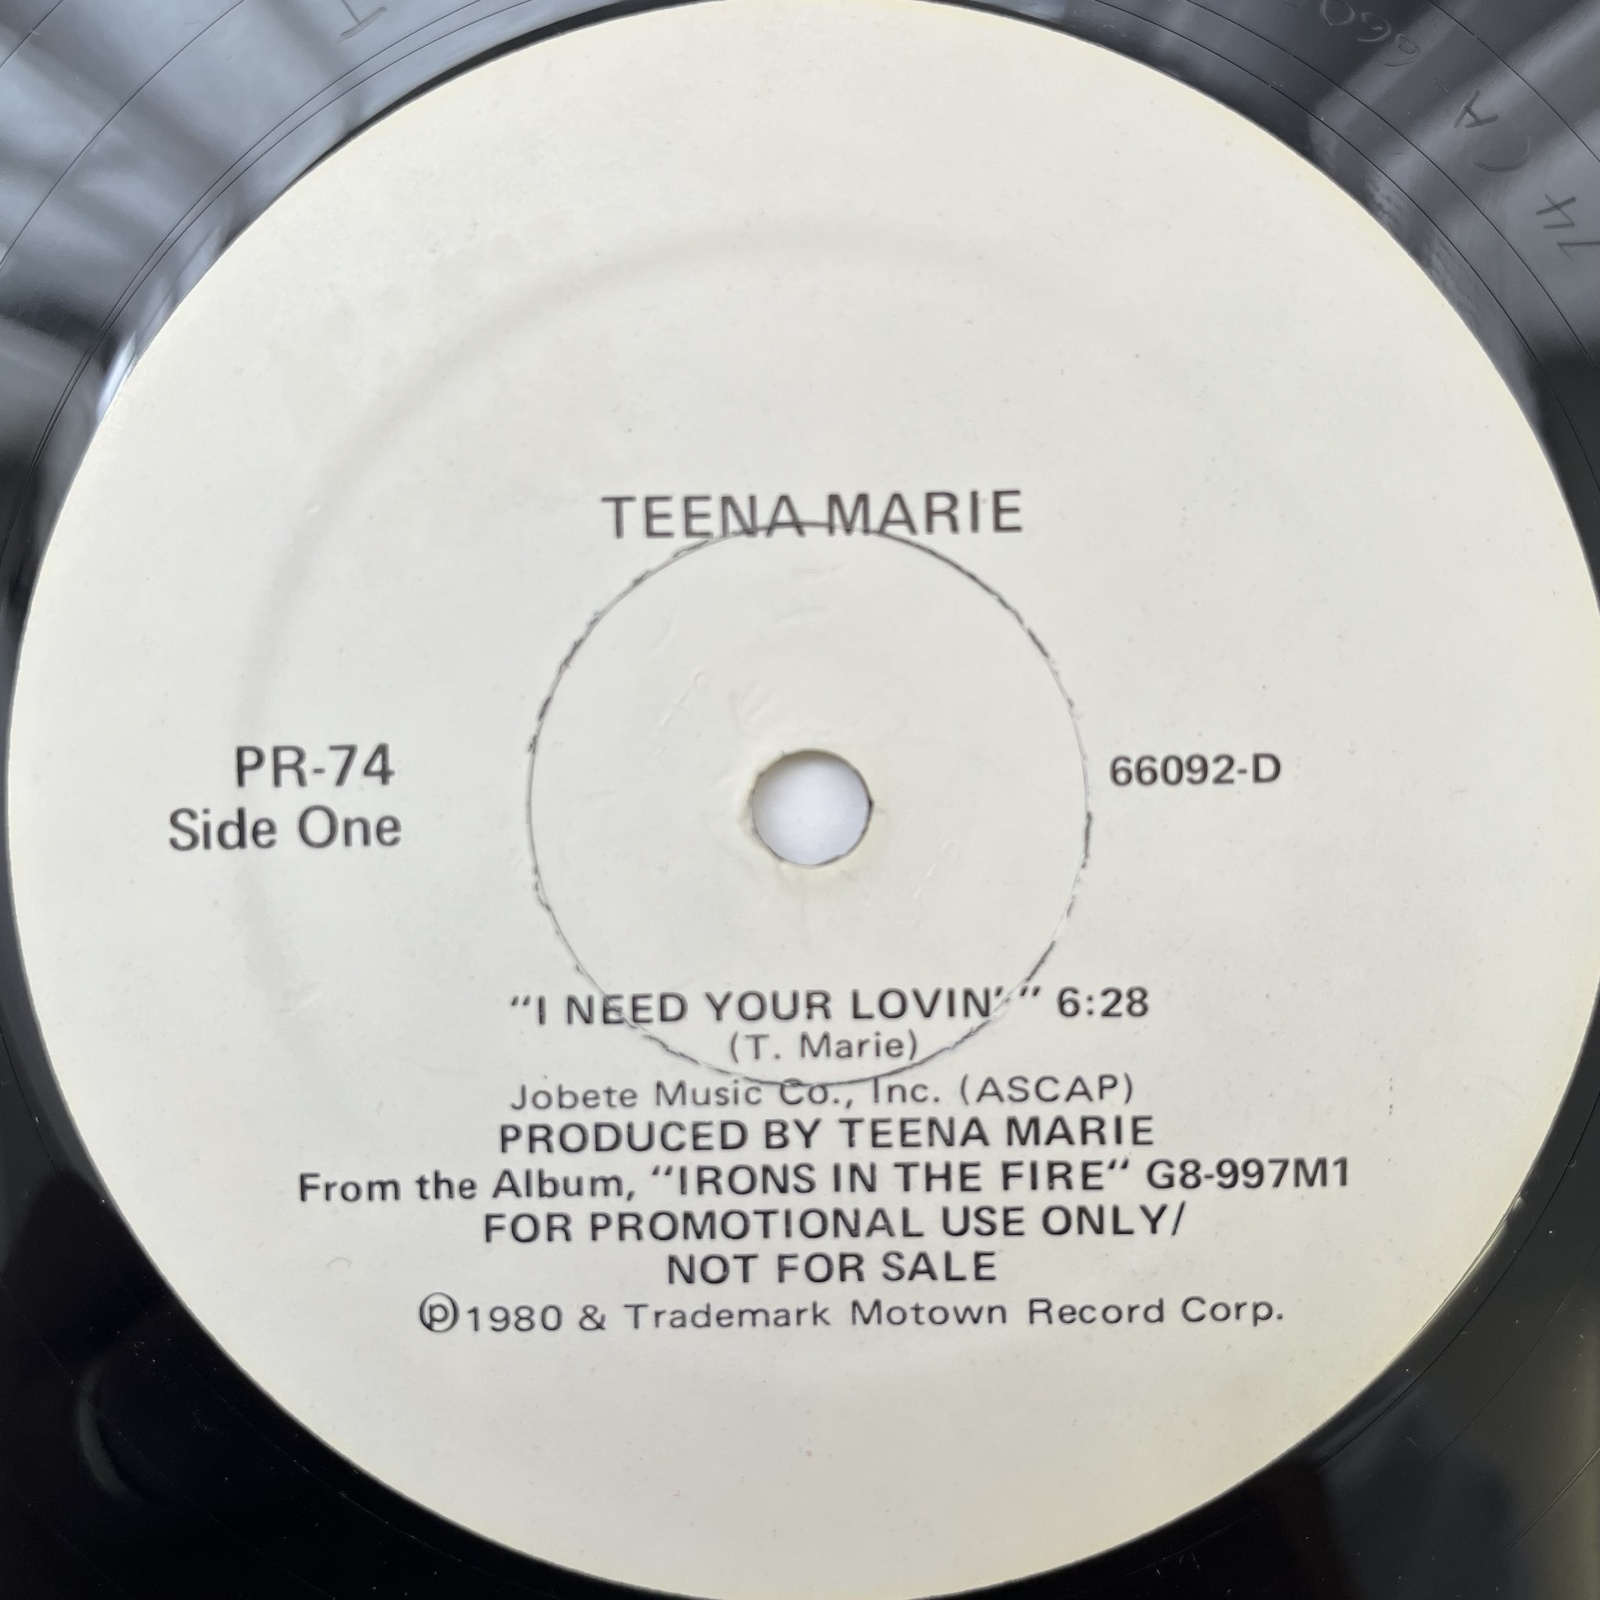 TEENA MARIE
PR-74
Side One
66092-D
"I NEED YOUR LOVIN' " 6:28
(T. Marie)
Jobete Music Co., Inc. (ASCAP)
PRODUCED BY TEENA MARIE
From the Album, "IRONS IN THE FIRE" G8-997M1
FOR PROMOTIONAL USE ONLY/
NOT FOR SALE
℗1980 & Trademark Motown Record Corp.